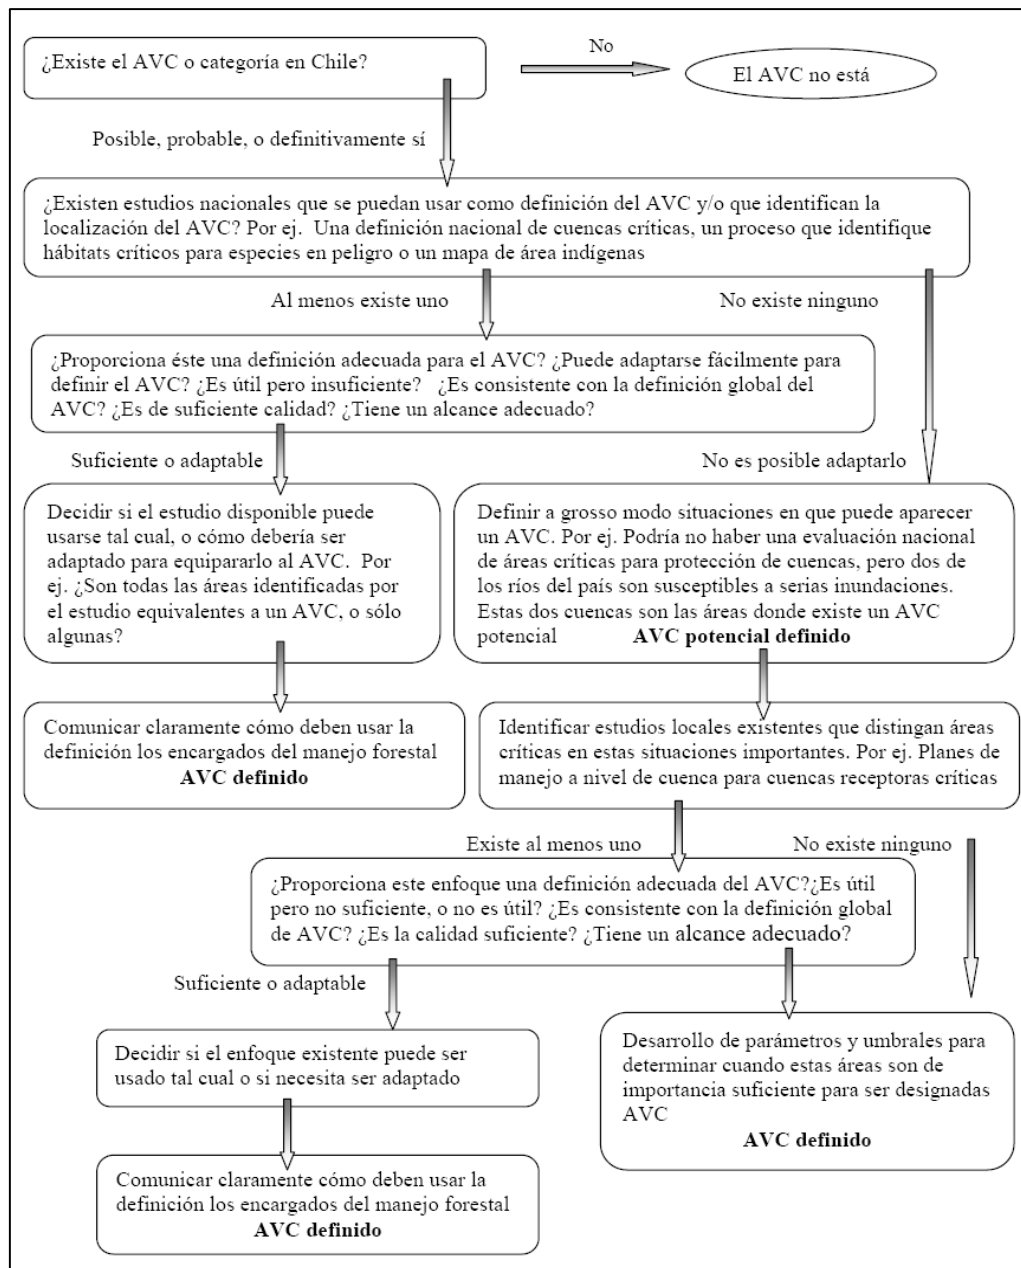 ¿Existe el AVC o categoría en Chile?
No
El AVC no está
Posible, probable, o definitivamente sí
¿Existen estudios nacionales que se puedan usar como definición del AVC y/o que identifican la
localización del AVC? Por ej. Una definición nacional de cuencas críticas, un proceso que identifique
hábitats críticos para especies en peligro o un mapa de área indígenas
Al menos existe uno
No existe ninguno
¿Proporciona éste una definición adecuada para el AVC? ¿Puede adaptarse fácilmente para
definir el AVC? ¿Es útil pero insuficiente? ¿Es consistente con la definición global del
AVC? ¿Es de suficiente calidad? ¿Tiene un alcance adecuado?
Suficiente o adaptable
No es posible adaptarlo
Decidir si el estudio disponible puede
usarse tal cual, o cómo debería ser
adaptado para equipararlo al AVC. Por
ej. ¿Son todas las áreas identificadas por
el estudio equivalentes a un AVC, o sólo
algunas?
Definir a grosso modo situaciones en que puede aparecer
un AVC. Por ej. Podría no haber una evaluación nacional
de áreas críticas para protección de cuencas, pero dos de
los ríos del país son susceptibles a serias inundaciones.
Estas dos cuencas son las áreas donde existe un AVC
potencial AVC potencial definido
Comunicar claramente cómo deben usar la
definición los encargados del manejo forestal
AVC definido
Identificar estudios locales existentes que distingan áreas
críticas en estas situaciones importantes. Por ej. Planes de
manejo a nivel de cuenca para cuencas receptoras críticas
Existe al menos uno
No existe ninguno
¿Proporciona este enfoque una definición adecuada del AVC?¿Es útil
pero no suficiente, o no es útil? ¿Es consistente con la definición global
de AVC? ¿Es la calidad suficiente? ¿Tiene un alcance adecuado?
Suficiente o adaptable
Decidir si el enfoque existente puede ser
usado tal cual o si necesita ser adaptado
Desarrollo de parámetros y umbrales para
determinar cuando estas áreas son de
importancia suficiente para ser designadas
AVC
AVC definido
Comunicar claramente cómo deben usar la
definición los encargados del manejo forestal
AVC definido